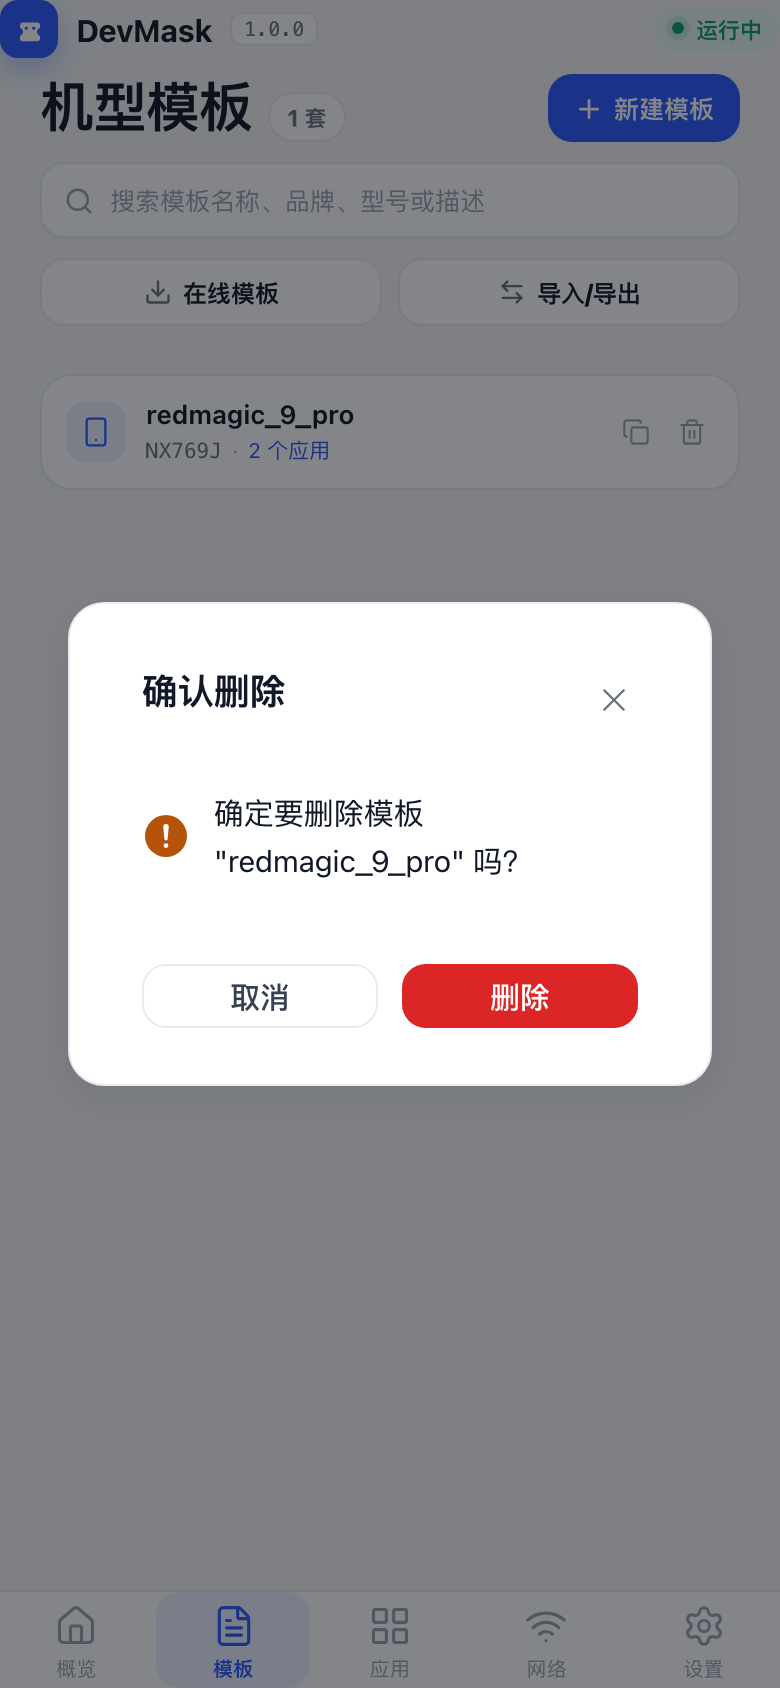 DevMask 1.0.0 运行中
机型模板 1 套 新建模板
搜索模板名称、品牌、型号或描述
在线模板 导入/导出
redmagic_9_pro
NX769J · 2 个应用
确认删除
确定要删除模板
"redmagic_9_pro" 吗?
取消 删除
概览 模板 应用 网络 设置